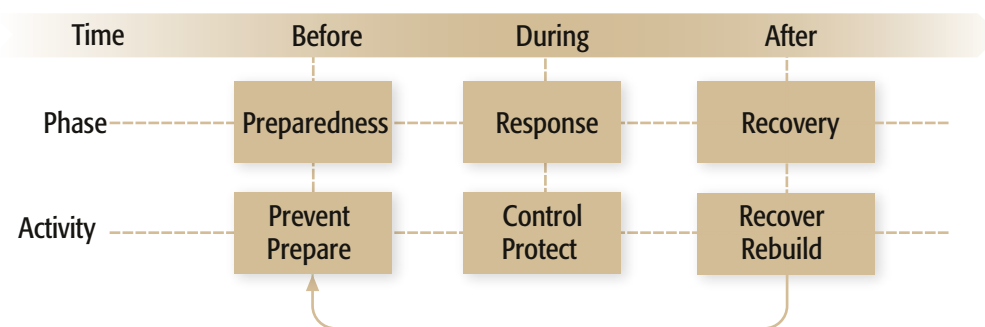 Time Before During After
Phase Preparedness Response Recovery
Activity
Prevent
Prepare
Control
Protect
Recover
Rebuild